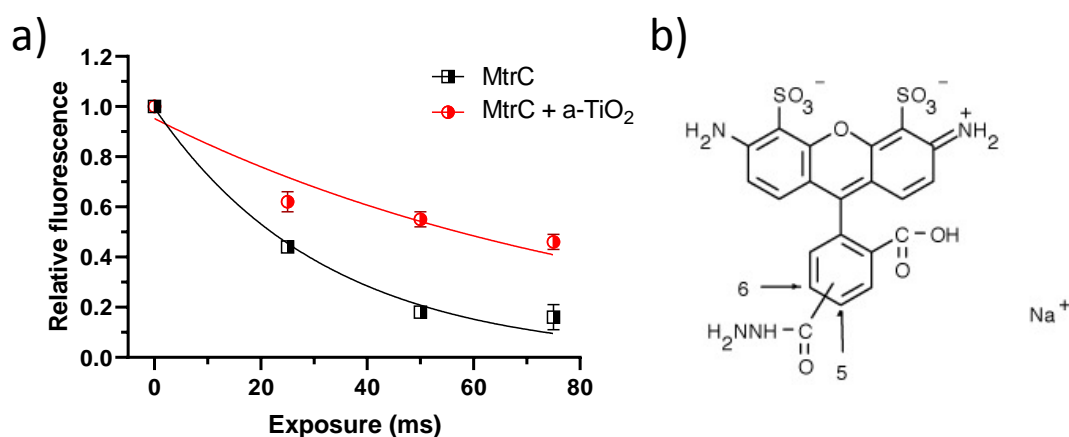 a)
1.2
1.0
0.8
0.6
0.4
0.2
0.0
Relative fluorescence
0 20 40 60 80
Exposure (ms)
MtrC
MtrC + a-TiO₂
b)
SO₃⁻ SO₃⁻
H₂N O NH₂⁺
C OH
O
6
H₂NNH C
O
5
Na⁺